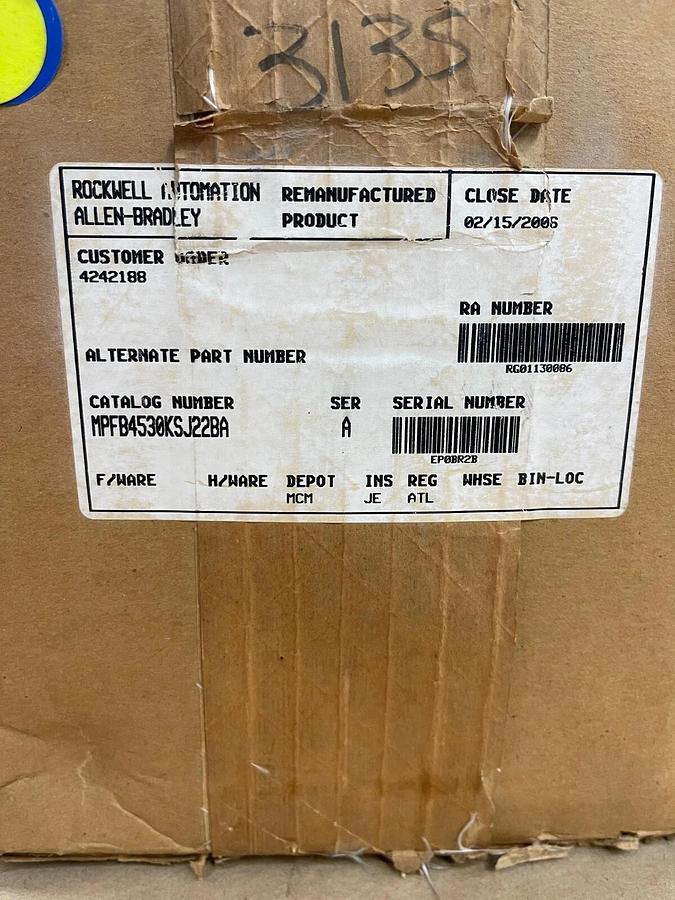 3135
ROCKWELL AUTOMATION REMANUFACTURED CLOSE DATE
ALLEN-BRADLEY PRODUCT 02/15/2006
CUSTOMER ORDER
4242188
RA NUMBER
RG01130086
ALTERNATE PART NUMBER
CATALOG NUMBER SER SERIAL NUMBER
MPFB4530KSJ22BA A
EP0BR2B
F/WARE H/WARE DEPOT INS REG WHSE BIN-LOC
MCM JE ATL